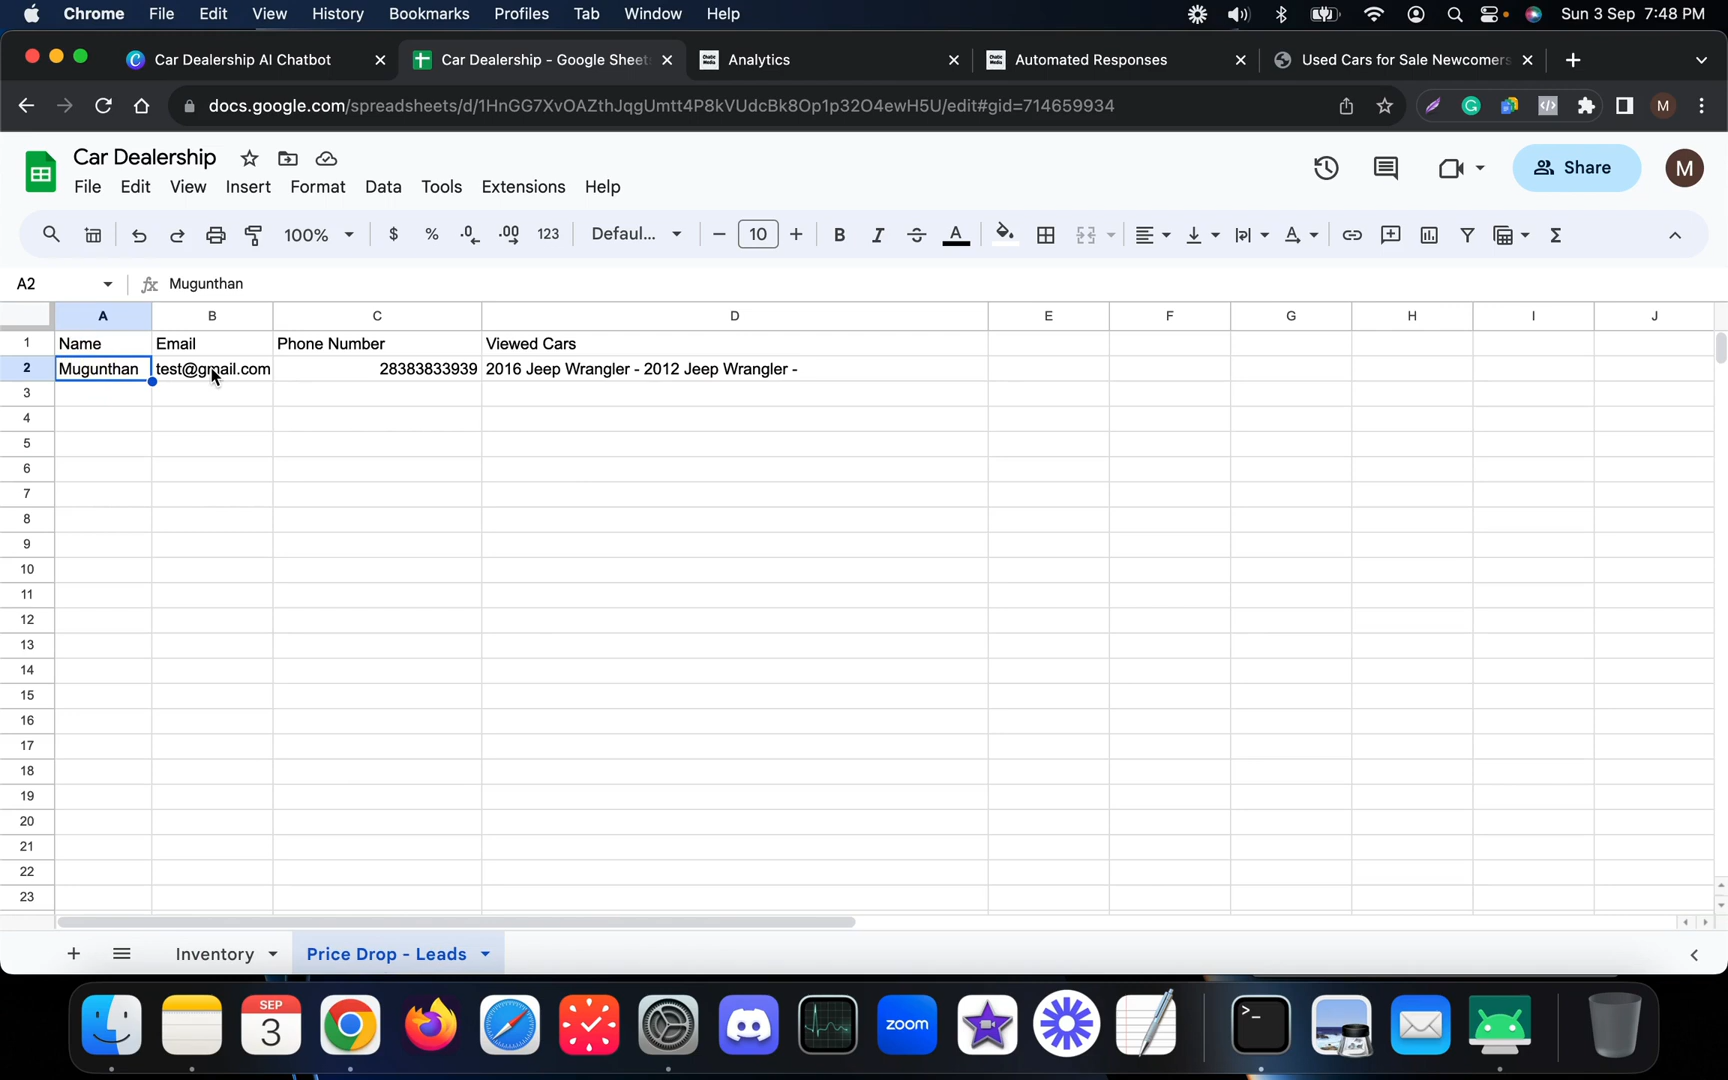 Chrome File Edit View History Bookmarks Profiles Tab Window Help Sun 3 Sep 7:48 PM
Car Dealership AI Chatbot Car Dealership - Google Sheet Analytics Automated Responses Used Cars for Sale Newcomers
docs.google.com/spreadsheets/d/1HnGG7XvOAZthJqgUmtt4P8kVUdcBk8Op1p32O4ewH5U/edit#gid=714659934 M
Car Dealership
File Edit View Insert Format Data Tools Extensions Help Share M
100% $ % .0 .00 123 Defaul... 10 B I A
A2 fx Mugunthan
A B C D E F G H I J
1 Name Email Phone Number Viewed Cars
2 Mugunthan test@gmail.com 28383833939 2016 Jeep Wrangler - 2012 Jeep Wrangler -
3
4
5
6
7
8
9
10
11
12
13
14
15
16
17
18
19
20
21
22
23
Inventory Price Drop - Leads
SEP
3
zoom